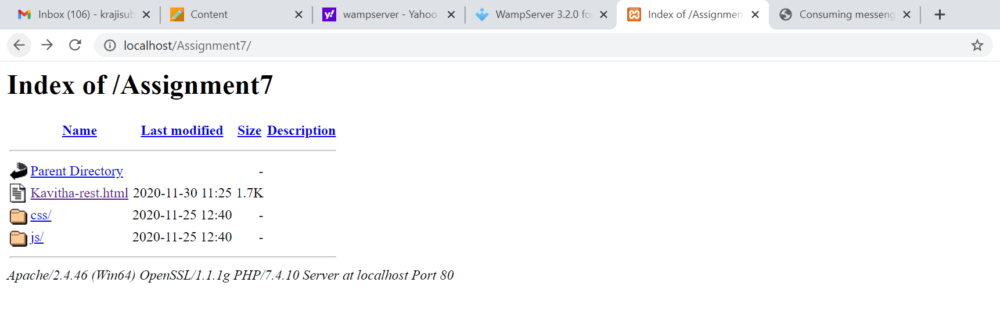 Inbox (106) - krajisub
Content
wampserver - Yahoo
WampServer 3.2.0 for
Index of /Assignmen
Consuming messeng
localhost/Assignment7/
Index of /Assignment7
Name Last modified Size Description
Parent Directory -
Kavitha-rest.html 2020-11-30 11:25 1.7K
css/ 2020-11-25 12:40 -
js/ 2020-11-25 12:40 -
Apache/2.4.46 (Win64) OpenSSL/1.1.1g PHP/7.4.10 Server at localhost Port 80